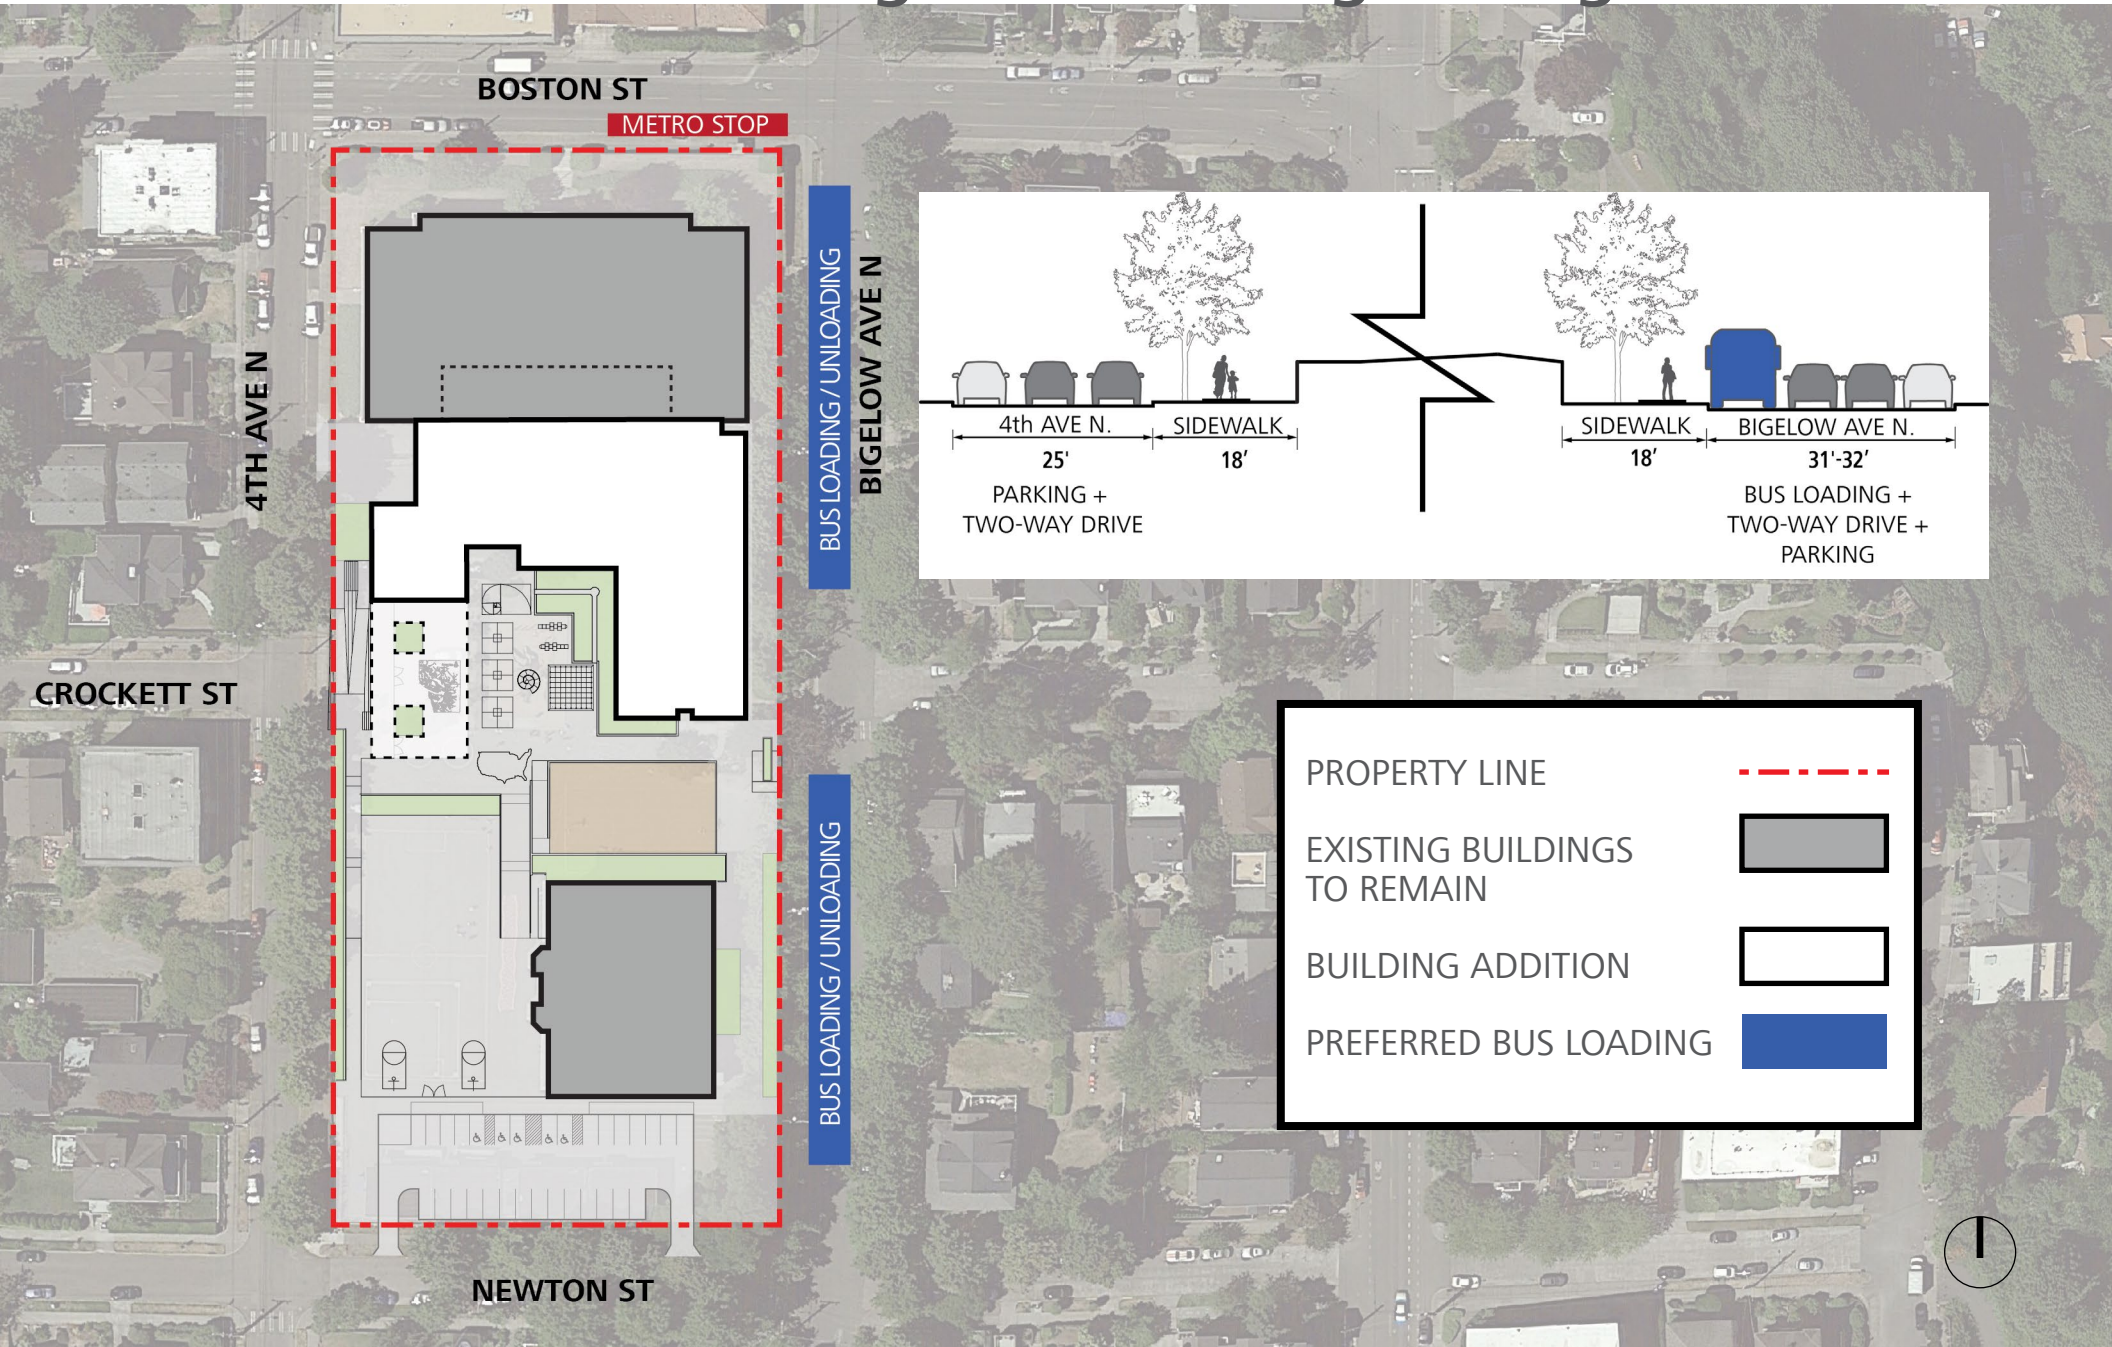 BOSTON ST
METRO STOP
4TH AVE N
BUS LOADING / UNLOADING
BIGELOW AVE N
CROCKETT ST
BUS LOADING / UNLOADING
NEWTON ST
4th AVE N.
SIDEWALK
SIDEWALK
BIGELOW AVE N.
25'
18'
18'
31'-32'
PARKING +
TWO-WAY DRIVE
BUS LOADING +
TWO-WAY DRIVE +
PARKING
PROPERTY LINE
EXISTING BUILDINGS
TO REMAIN
BUILDING ADDITION
PREFERRED BUS LOADING